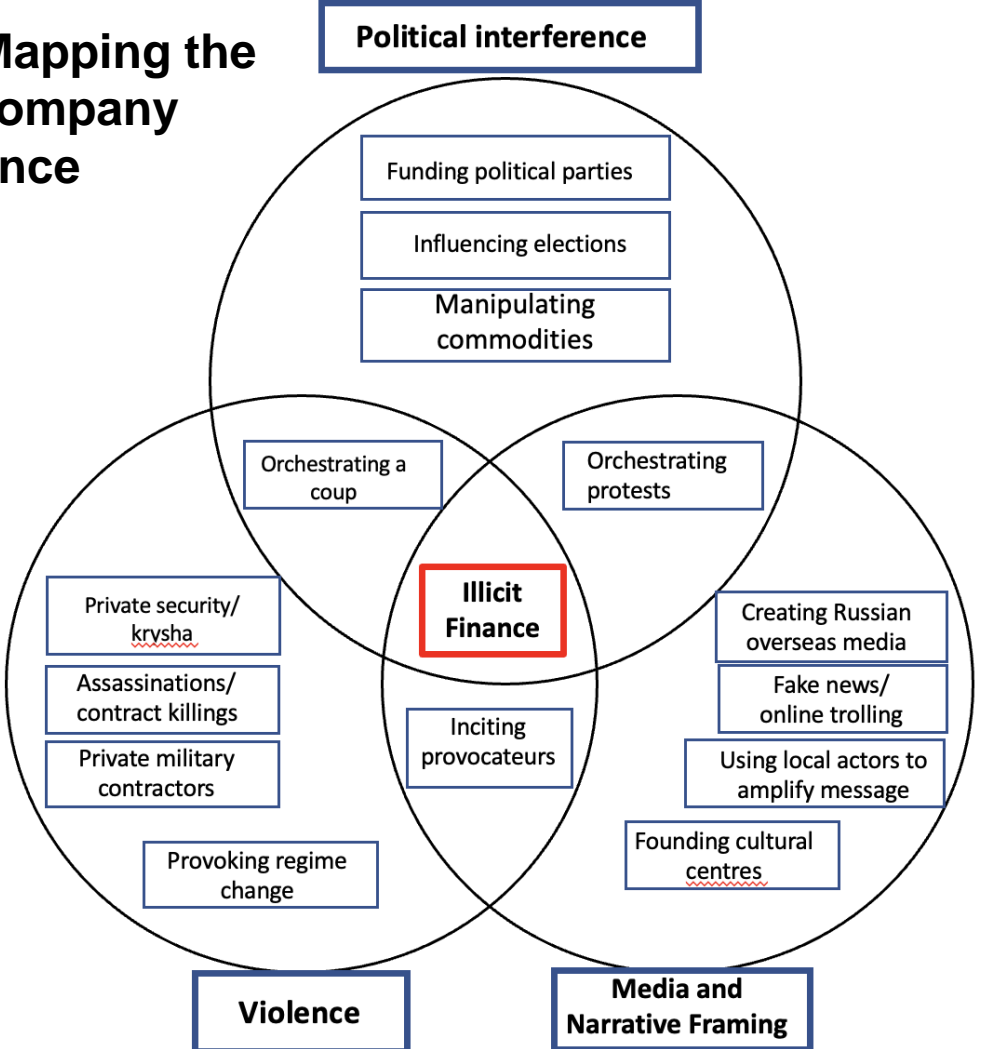 Mapping the
ompany
nce
Political interference
Funding political parties
Influencing elections
Manipulating
commodities
Orchestrating a
coup
Orchestrating
protests
Illicit
Finance
Private security/
krysha
Assassinations/
contract killings
Private military
contractors
Provoking regime
change
Inciting
provocateurs
Creating Russian
overseas media
Fake news/
online trolling
Using local actors to
amplify message
Founding cultural
centres
Violence
Media and
Narrative Framing